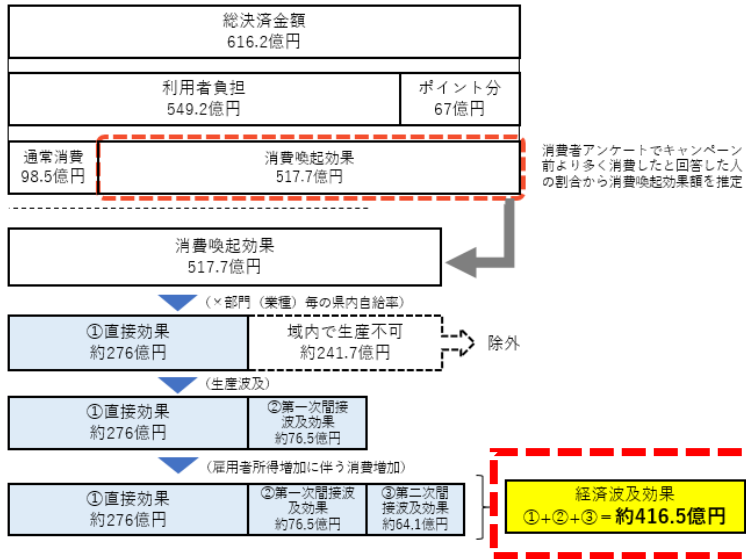 総決済金額
616.2億円
利用者負担
549.2億円
ポイント分
67億円
通常消費
98.5億円
消費喚起効果
517.7億円
消費者アンケートでキャンペーン
前より多く消費したと回答した人
の割合から消費喚起効果額を推定
消費喚起効果
517.7億円
(×部門(業種)毎の県内自給率)
①直接効果
約276億円
域内で生産不可
約241.7億円
除外
(生産波及)
①直接効果
約276億円
②第一次間接
波及効果
約76.5億円
(雇用者所得増加に伴う消費増加)
①直接効果
約276億円
②第一次間接波
及効果
約76.5億円
③第二次間
接波及効果
約64.1億円
経済波及効果
①+②+③=約416.5億円